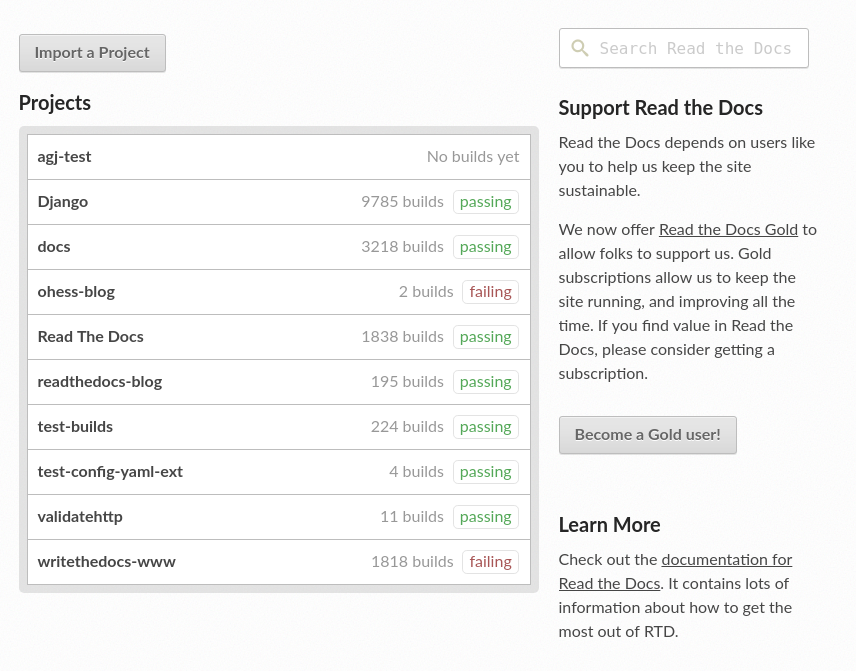 Import a Project
Projects
agj-test No builds yet
Django 9785 builds passing
docs 3218 builds passing
ohess-blog 2 builds failing
Read The Docs 1838 builds passing
readthedocs-blog 195 builds passing
test-builds 224 builds passing
test-config-yaml-ext 4 builds passing
validatehttp 11 builds passing
writethedocs-www 1818 builds failing
Search Read the Docs
Support Read the Docs
Read the Docs depends on users like
you to help us keep the site
sustainable.
We now offer Read the Docs Gold to
allow folks to support us. Gold
subscriptions allow us to keep the
site running, and improving all the
time. If you find value in Read the
Docs, please consider getting a
subscription.
Become a Gold user!
Learn More
Check out the documentation for
Read the Docs. It contains lots of
information about how to get the
most out of RTD.